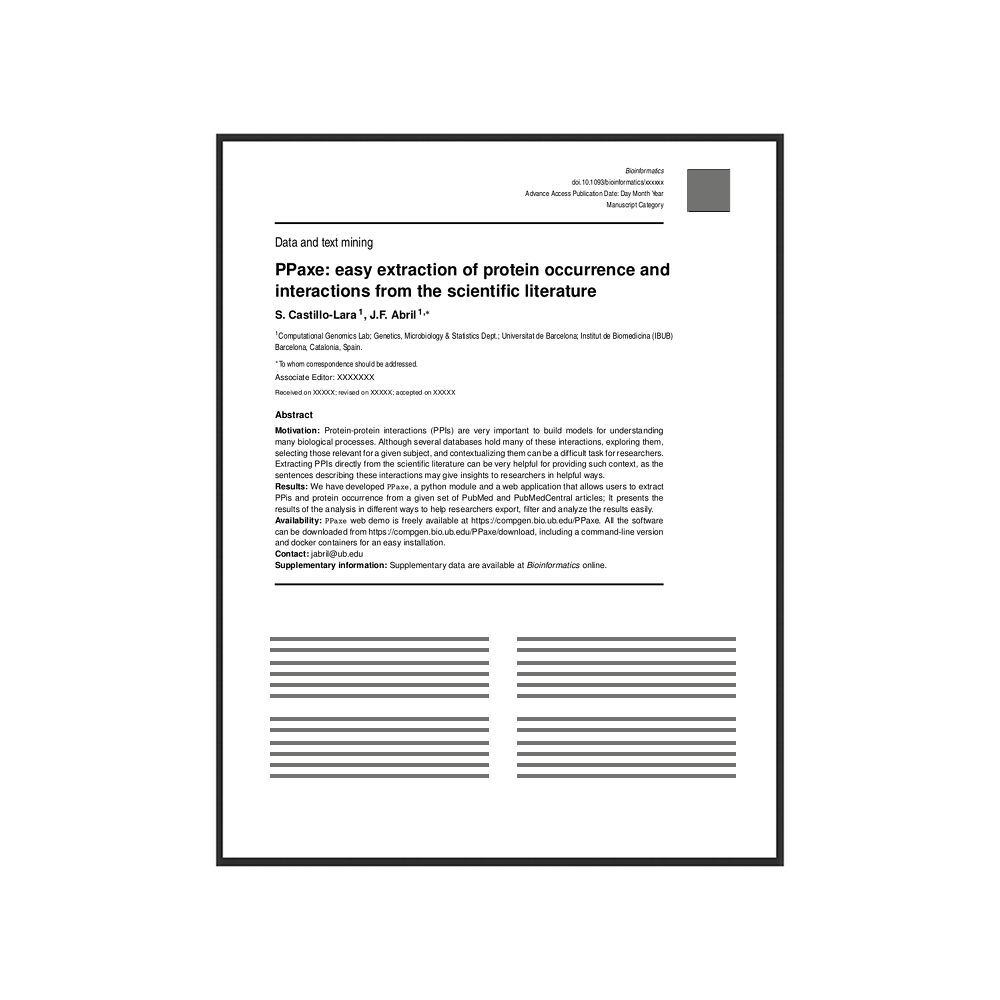 Bioinformatics
doi.10.1093/bioinformatics/xxxxxx
Advance Access Publication Date: Day Month Year
Manuscript Category
Data and text mining
PPaxe: easy extraction of protein occurrence and
interactions from the scientific literature
S. Castillo-Lara 1, J.F. Abril 1,*
1Computational Genomics Lab; Genetics, Microbiology & Statistics Dept.; Universitat de Barcelona; Institut de Biomedicina (IBUB)
Barcelona, Catalonia, Spain.
*To whom correspondence should be addressed.
Associate Editor: XXXXXXX
Received on XXXXX; revised on XXXXX; accepted on XXXXX
Abstract
Motivation: Protein-protein interactions (PPIs) are very important to build models for understanding
many biological processes. Although several databases hold many of these interactions, exploring them,
selecting those relevant for a given subject, and contextualizing them can be a difficult task for researchers.
Extracting PPIs directly from the scientific literature can be very helpful for providing such context, as the
sentences describing these interactions may give insights to researchers in helpful ways.
Results: We have developed PPaxe, a python module and a web application that allows users to extract
PPis and protein occurrence from a given set of PubMed and PubMedCentral articles; It presents the
results of the analysis in different ways to help researchers export, filter and analyze the results easily.
Availability: PPaxe web demo is freely available at https://compgen.bio.ub.edu/PPaxe. All the software
can be downloaded from https://compgen.bio.ub.edu/PPaxe/download, including a command-line version
and docker containers for an easy installation.
Contact: jabril@ub.edu
Supplementary information: Supplementary data are available at Bioinformatics online.